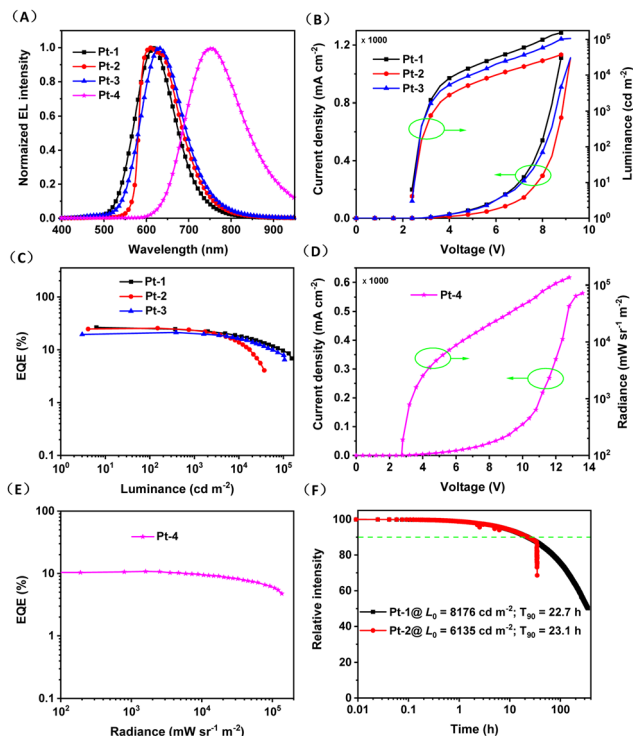 (A)
Normaized EL intensity
1.0
0.8
0.6
0.4
0.2
0.0
400 500 600 700 800 900
Wavelength (nm)
Pt-1
Pt-2
Pt-3
Pt-4
(B)
x 1000
Current density (mA cm⁻²)
1.2
0.8
0.4
0.0
0 2 4 6 8 10
Voltage (V)
Pt-1
Pt-2
Pt-3
10⁵
10⁴
10³
10²
10¹
10⁰
Luminance (cd m⁻²)
(C)
EQE (%)
100
10
1
0.1
10⁰ 10¹ 10² 10³ 10⁴ 10⁵
Luminance (cd m⁻²)
Pt-1
Pt-2
Pt-3
(D)
x 1000
Current density (mA cm⁻²)
0.6
0.5
0.4
0.3
0.2
0.1
0.0
0 2 4 6 8 10 12 14
Voltage (V)
Pt-4
10⁵
10⁴
10³
10²
Radiance (mW sr⁻¹ m⁻²)
(E)
EQE (%)
100
10
1
0.1
10² 10³ 10⁴ 10⁵
Radiance (mW sr⁻¹ m⁻²)
Pt-4
(F)
Relative intensity
100
80
60
40
20
0
0.01 0.1 1 10 100
Time (h)
Pt-1@ L₀ = 8176 cd m⁻²; T₉₀ = 22.7 h
Pt-2@ L₀ = 6135 cd m⁻²; T₉₀ = 23.1 h